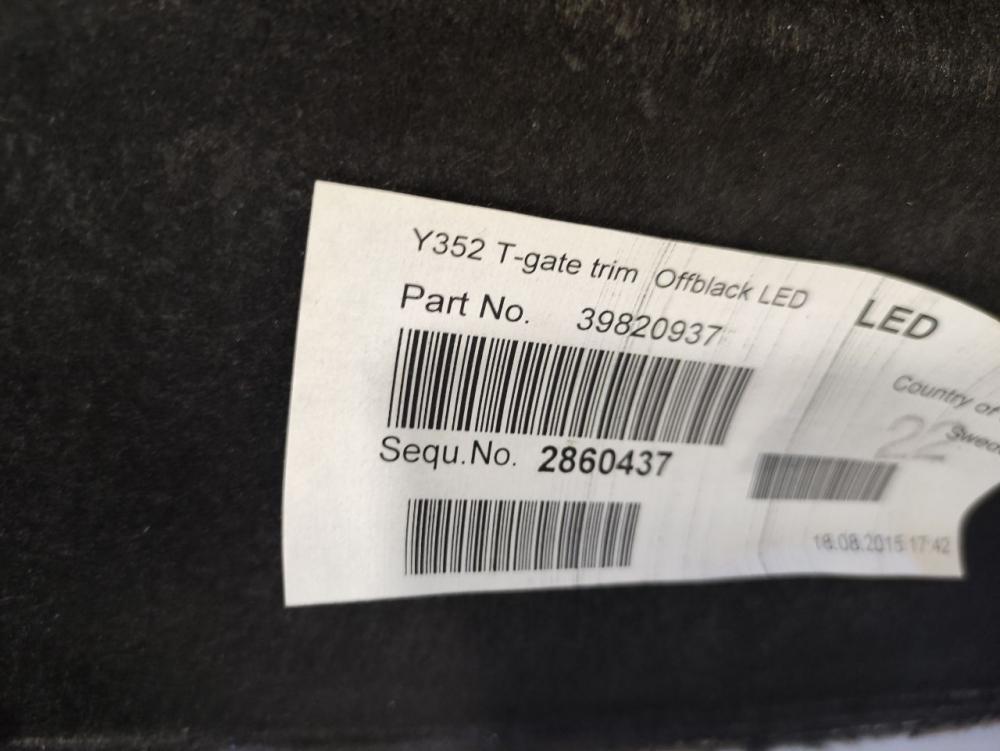 Y352 T-gate trim Offblack LED
LED
Part No. 39820937
Country of
22
Sequ.No. 2860437
18.08.2015 17:42